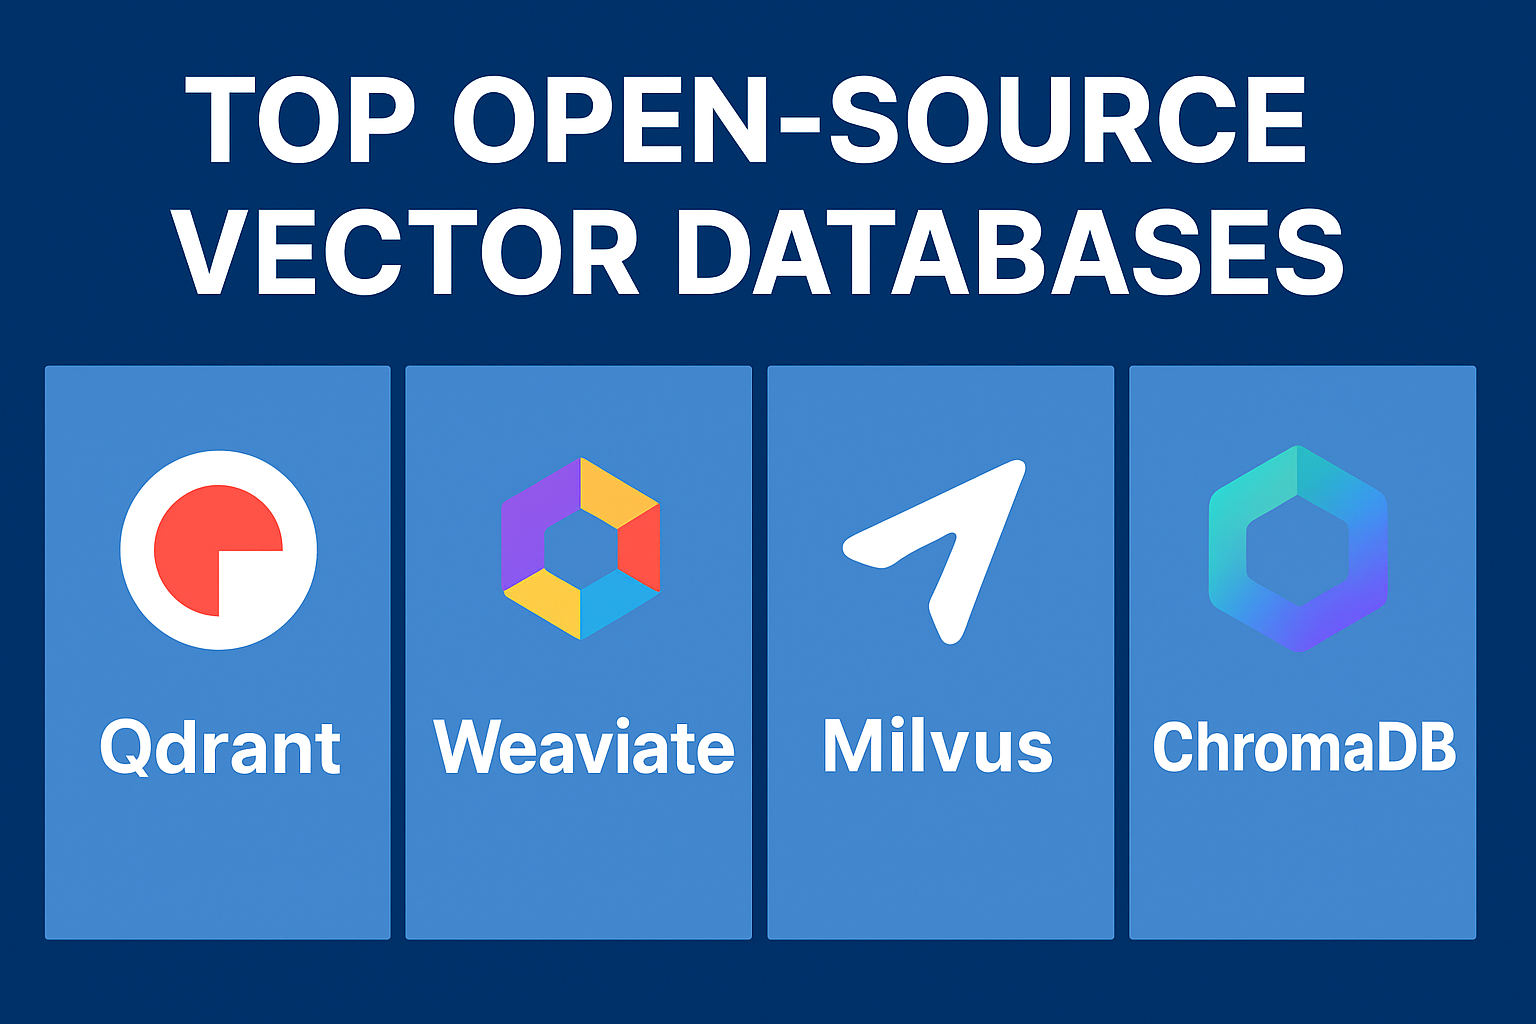 TOP OPEN-SOURCE
VECTOR DATABASES
Qdrant
Weaviate
Milvus
ChromaDB